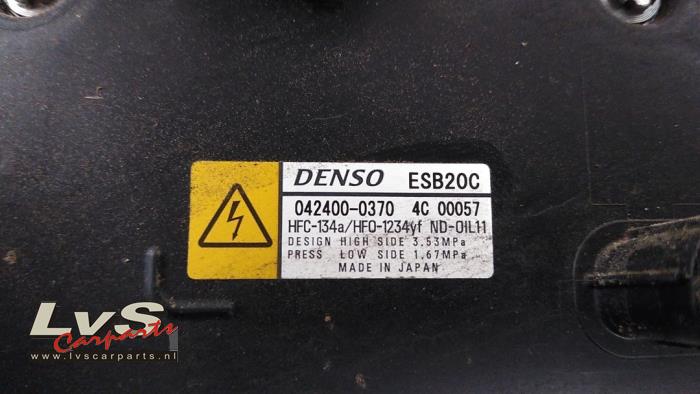 DENSO ESB20C
042400-0370 4C 00057
HFC-134a/HFO-1234yf ND-OIL11
DESIGN HIGH SIDE 3.53MPa
PRESS LOW SIDE 1.67MPa
MADE IN JAPAN
LvS
Carparts
www.lvscarparts.nl